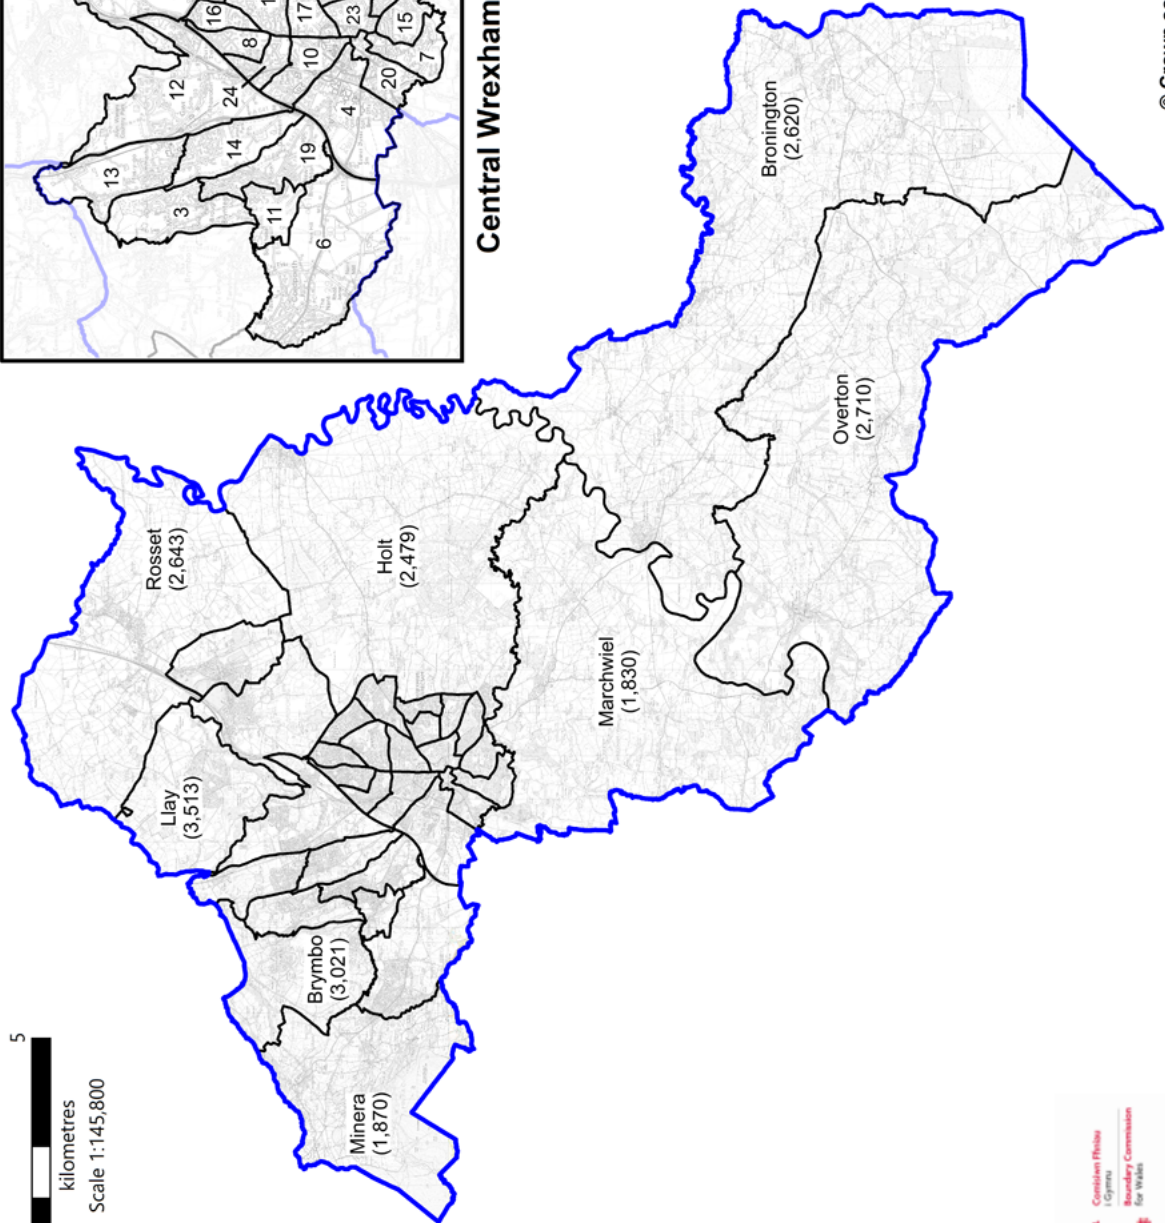 5
kilometres
Scale 1:145,800
Minera
(1,870)
Brymbo
(3,021)
Llay
(3,513)
Rosset
(2,643)
Holt
(2,479)
Marchwiel
(1,830)
Overton
(2,710)
Bronington
(2,620)
Central Wrexham
13
12
3
14
24
8
16
17
23
15
10
7
20
4
19
11
6
Comisiwn Ffiniau
i Gymru
Boundary Commission
for Wales